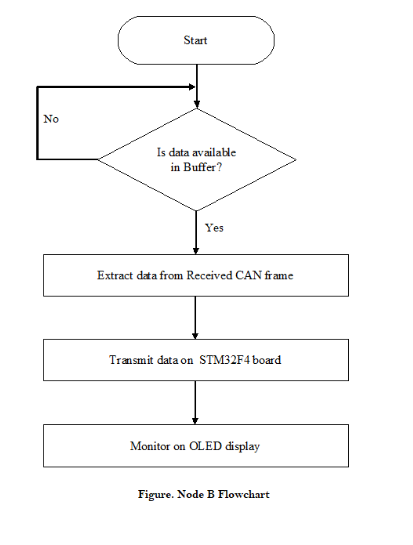 Start
No
Is data available
in Buffer?
Yes
Extract data from Received CAN frame
Transmit data on STM32F4 board
Monitor on OLED display
Figure. Node B Flowchart